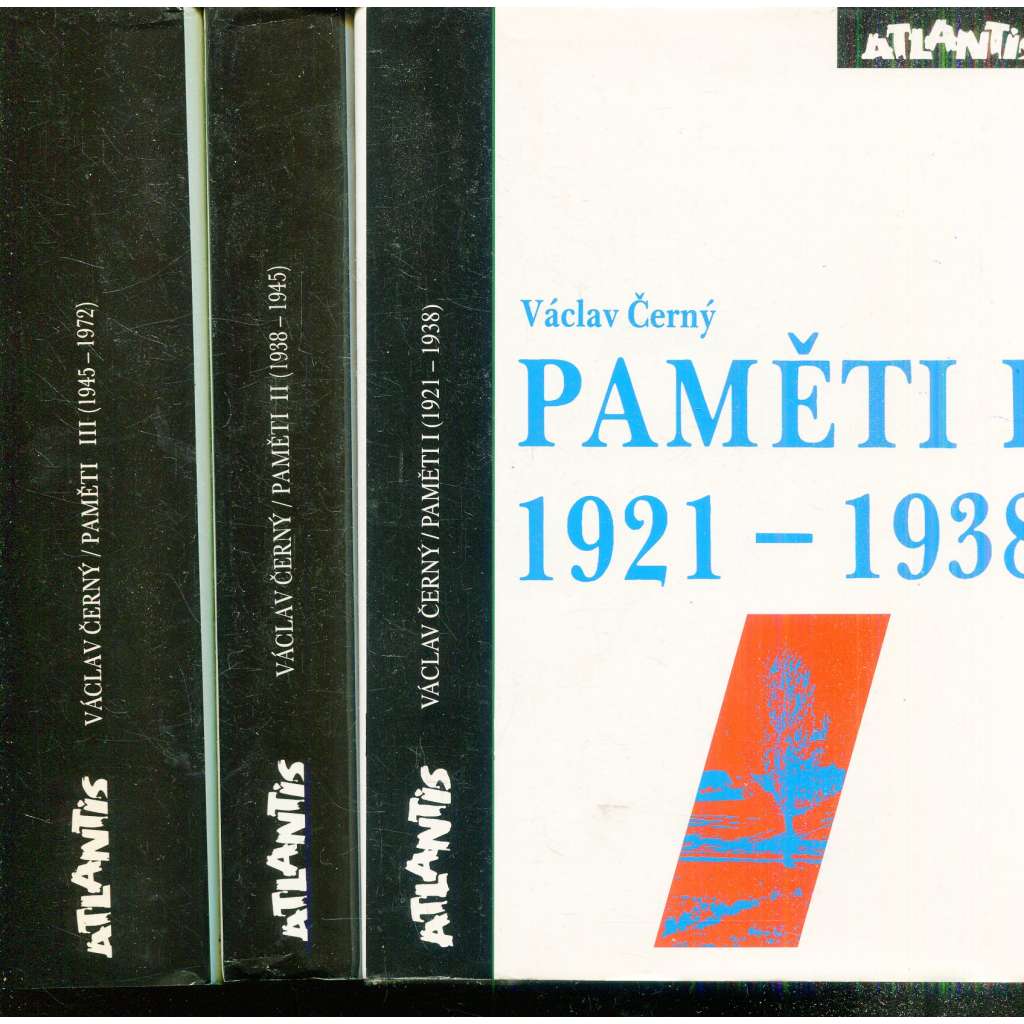 VÁCLAV ČERNÝ / PAMĚTI III (1945 – 1972)
ATLANTIS
VÁCLAV ČERNÝ / PAMĚTI II (1938 – 1945)
ATLANTIS
VÁCLAV ČERNÝ / PAMĚTI I (1921 – 1938)
ATLANTIS
ATLANTIS
Václav Černý
PAMĚTI I
1921 – 1938